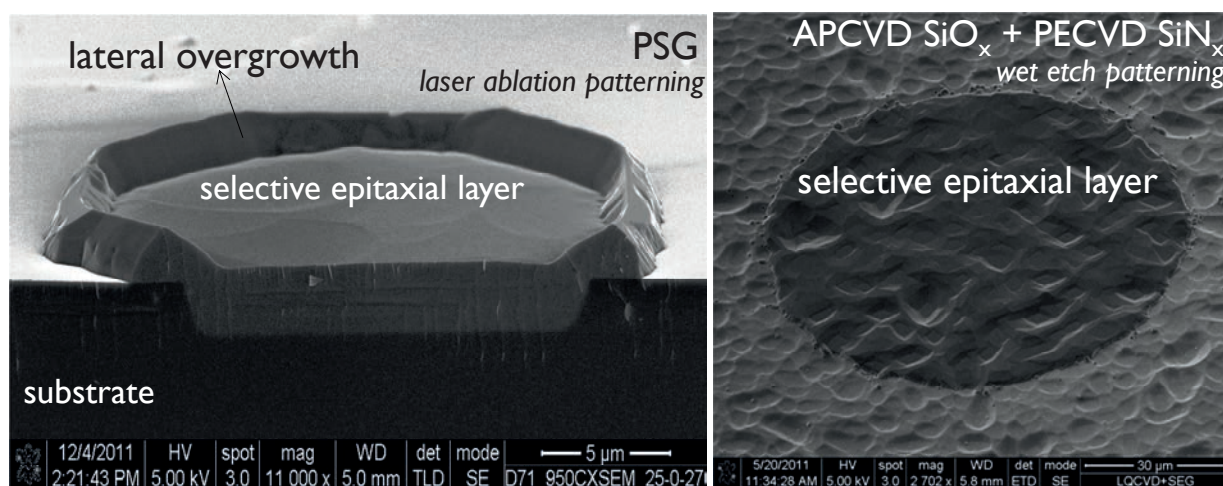 lateral overgrowth
PSG
laser ablation patterning
selective epitaxial layer
substrate
12/4/2011 HV spot mag WD det mode 5 µm
2:21:43 PM 5.00 kV 3.0 11 000 x 5.0 mm TLD SE D71_950CXSEM_25-0-27
APCVD SiOₓ + PECVD SiNₓ
wet etch patterning
selective epitaxial layer
5/20/2011 HV spot mag WD det mode 30 µm
11:34:28 AM 5.00 kV 3.0 2 702 x 5.8 mm ETD SE LQCVD+SEG